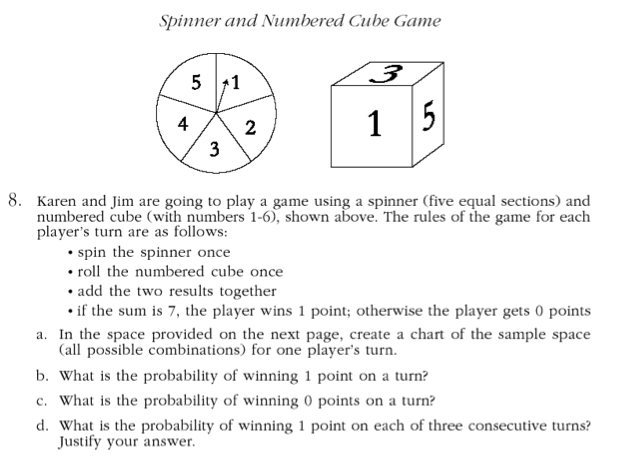 Spinner and Numbered Cube Game
5 1
4 2
3
3
1 5
8. Karen and Jim are going to play a game using a spinner (five equal sections) and
numbered cube (with numbers 1-6), shown above. The rules of the game for each
player's turn are as follows:
• spin the spinner once
• roll the numbered cube once
• add the two results together
• if the sum is 7, the player wins 1 point; otherwise the player gets 0 points
a. In the space provided on the next page, create a chart of the sample space
(all possible combinations) for one player's turn.
b. What is the probability of winning 1 point on a turn?
c. What is the probability of winning 0 points on a turn?
d. What is the probability of winning 1 point on each of three consecutive turns?
Justify your answer.